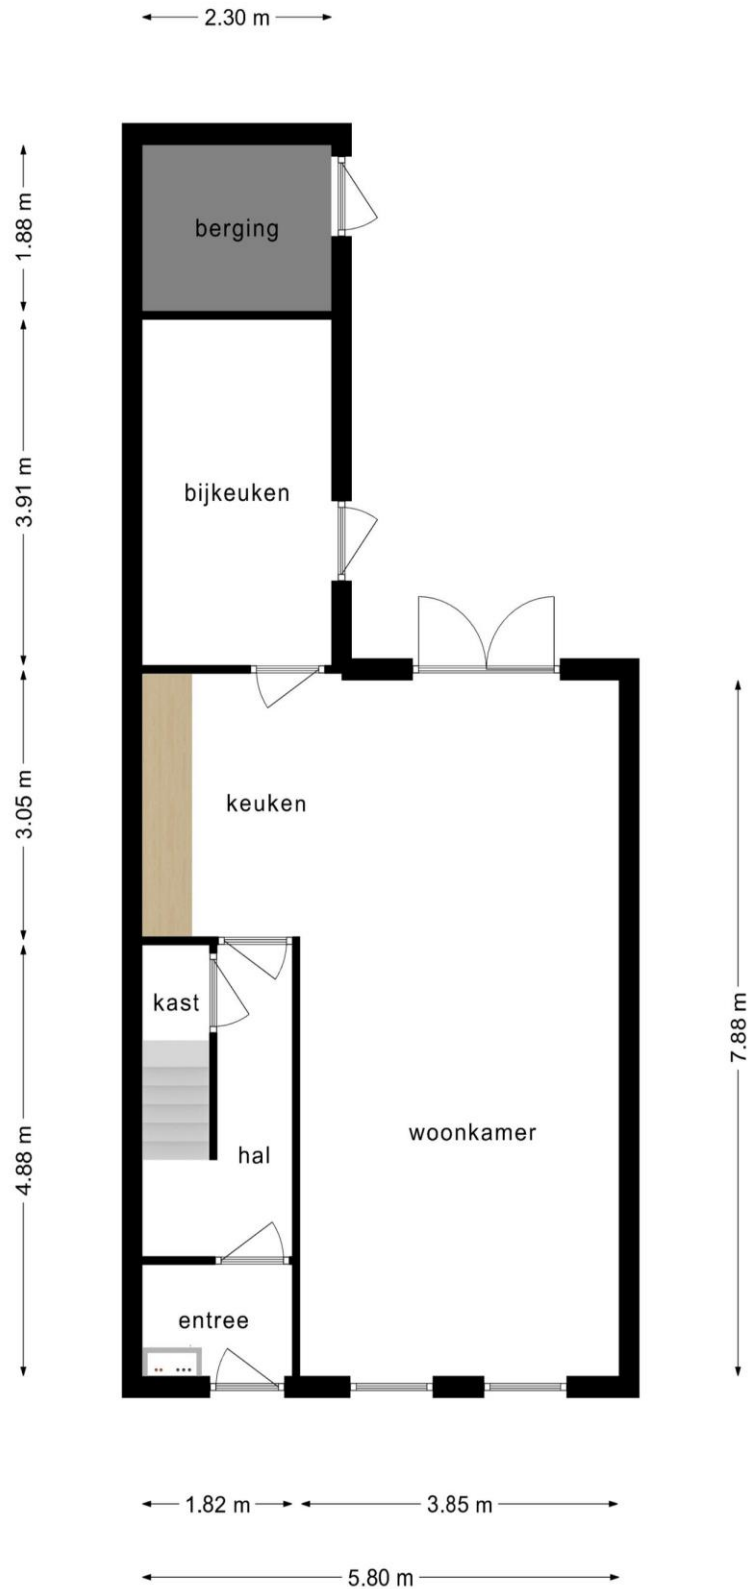 2.30 m
berging
1.88 m
bijkeuken
3.91 m
keuken
3.05 m
kast
7.88 m
woonkamer
hal
4.88 m
entree
1.82 m
3.85 m
5.80 m